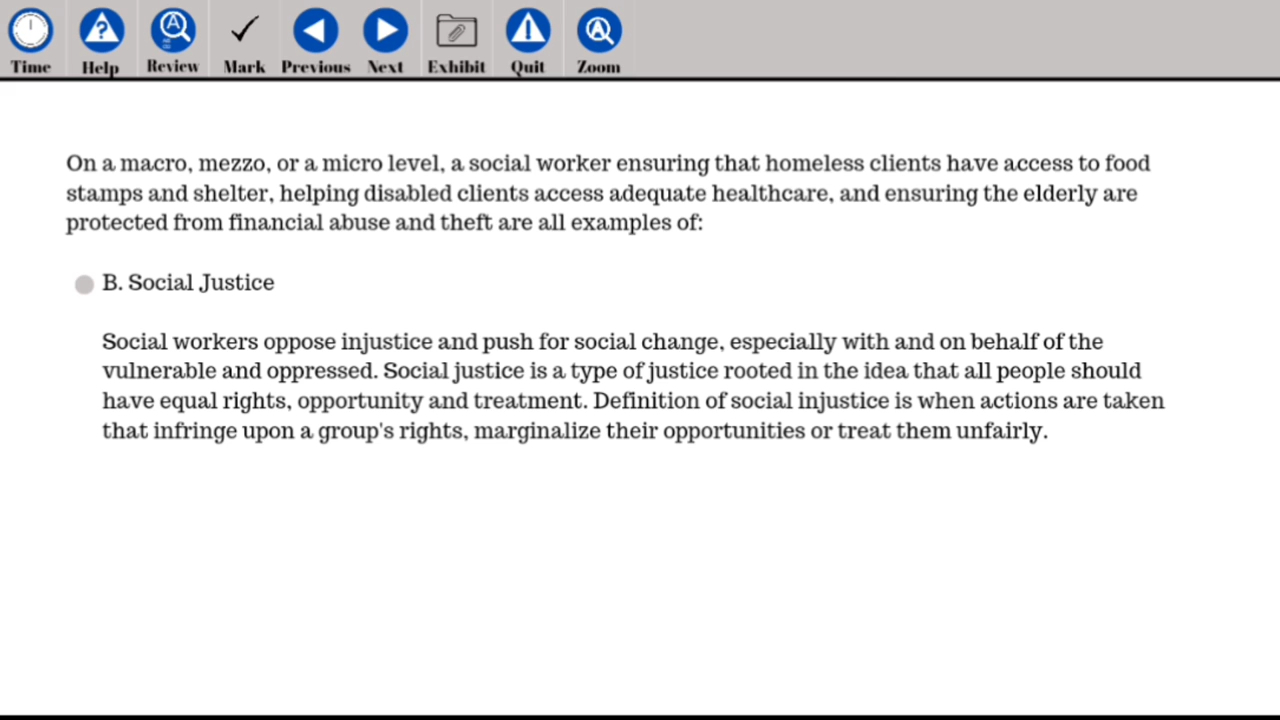 Time Help Review Mark Previous Next Exhibit Quit Zoom
On a macro, mezzo, or a micro level, a social worker ensuring that homeless clients have access to food
stamps and shelter, helping disabled clients access adequate healthcare, and ensuring the elderly are
protected from financial abuse and theft are all examples of:
B. Social Justice
Social workers oppose injustice and push for social change, especially with and on behalf of the
vulnerable and oppressed. Social justice is a type of justice rooted in the idea that all people should
have equal rights, opportunity and treatment. Definition of social injustice is when actions are taken
that infringe upon a group's rights, marginalize their opportunities or treat them unfairly.